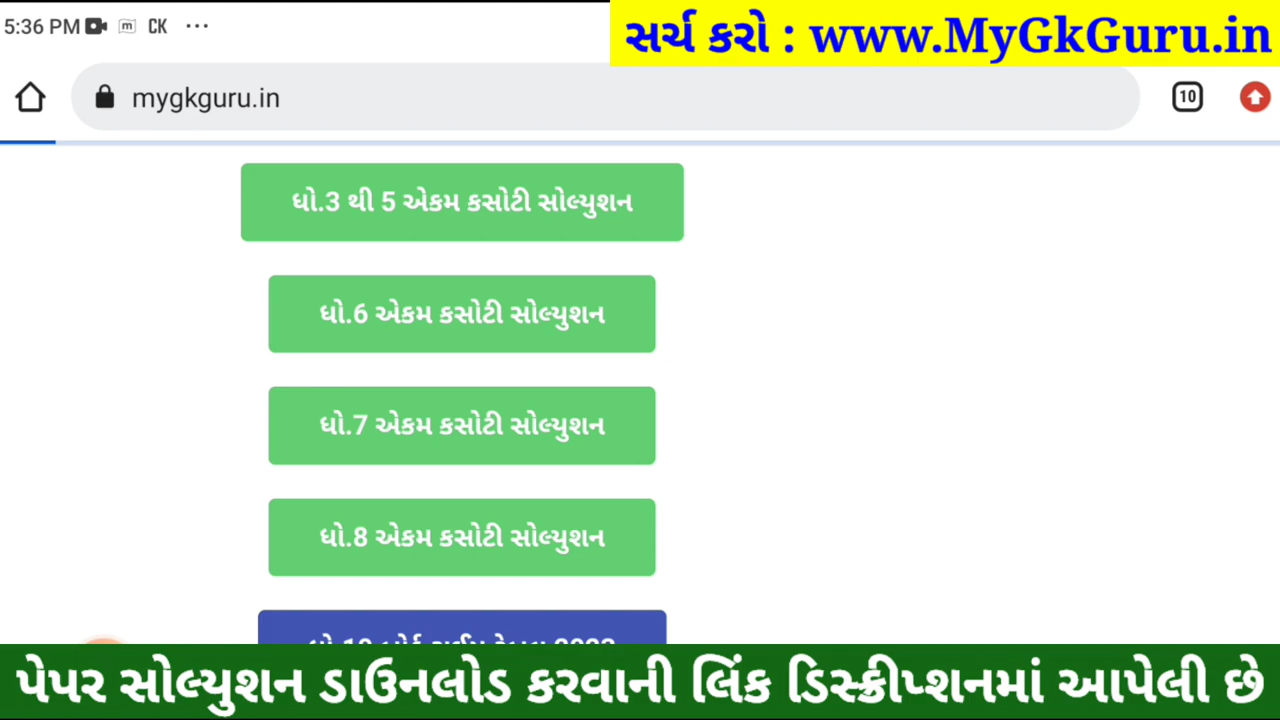 5:36 PM m CK ...
સર્ચ કરો : www.MyGkGuru.in
mygkguru.in
10
ધો.3 થી 5 એકમ કસોટી સોલ્યુશન
ધો.6 એકમ કસોટી સોલ્યુશન
ધો.7 એકમ કસોટી સોલ્યુશન
ધો.8 એકમ કસોટી સોલ્યુશન
પેપર સોલ્યુશન ડાઉનલોડ કરવાની લિંક ડિસ્ક્રીપ્શનમાં આપેલી છે